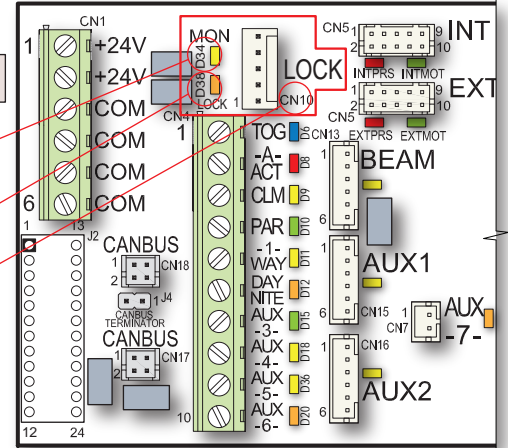 CN1
1
+24V
+24V
COM
COM
COM
COM
6
MON
D34
D38
LOCK
CN4
LOCK
1
CN10
CN5
1
9
2
10
INT
INTPRS
INTMOT
1
9
2
10
EXT
CN5
EXTPRS
EXTMOT
1
TOG
D6
-A-
ACT
D8
CLM
D9
PAR
D10
-1-
WAY
D11
DAY
NITE
D12
AUX
-3-
D15
AUX
-4-
D18
AUX
-5-
D36
AUX
-6-
D20
10
CN13
1
6
BEAM
1
6
AUX1
CN15
CN16
1
6
AUX2
1
CN7
AUX
-7-
1
13
J2
12
24
CANBUS
1
2
CN18
1
J4
CANBUS
TERMINATOR
CANBUS
1
2
CN17